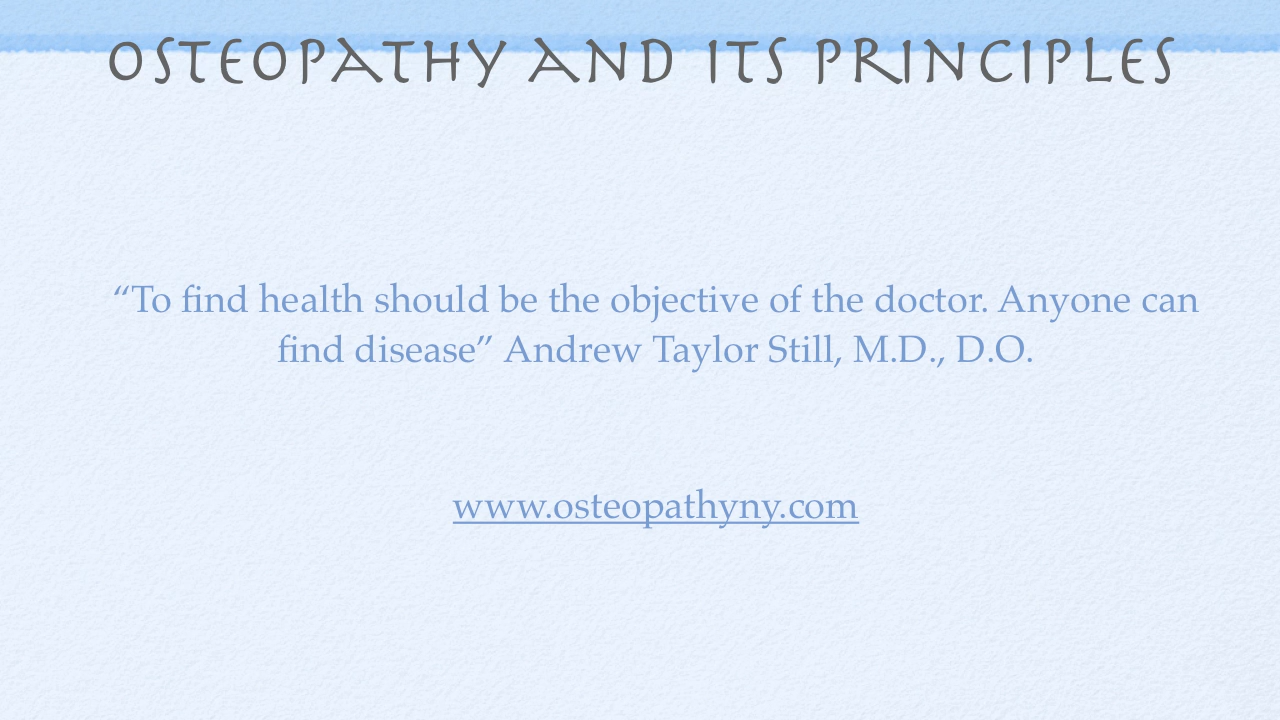 OSTEOPATHY AND ITS PRINCIPLES
“To find health should be the objective of the doctor. Anyone can
find disease” Andrew Taylor Still, M.D., D.O.
www.osteopathyny.com